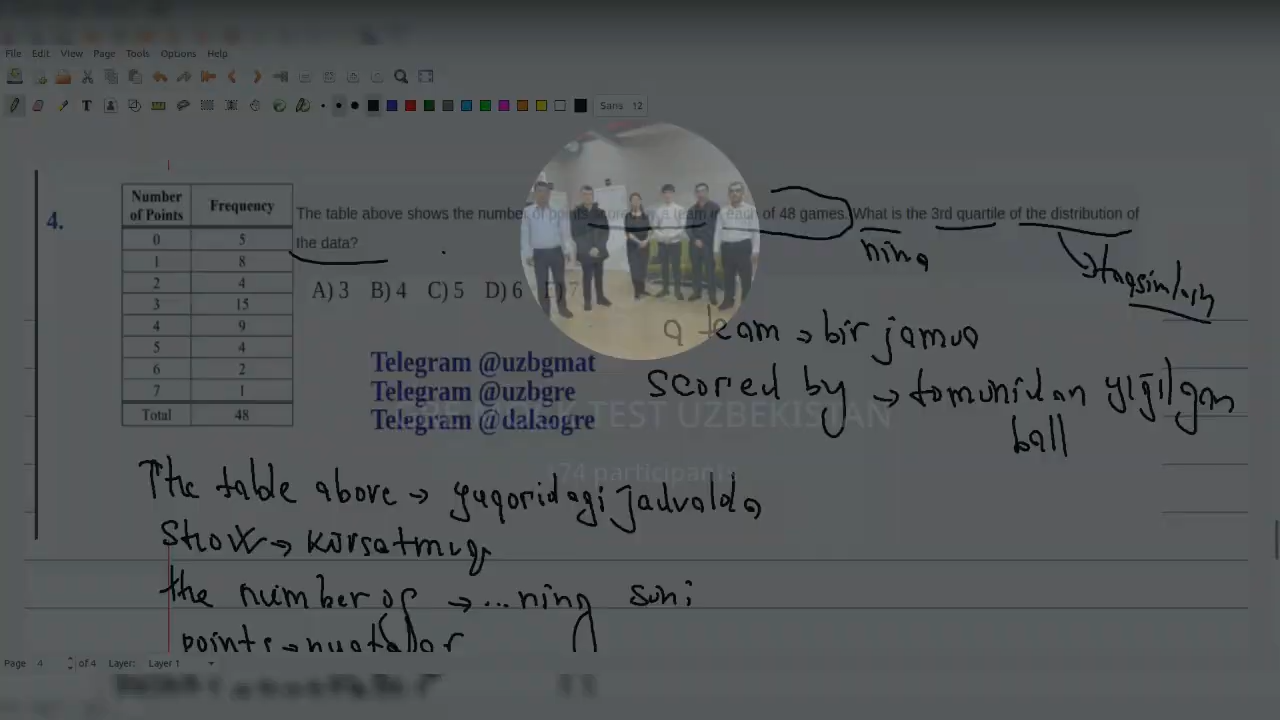 File Edit View Page Tools Options Help
Sans 12
4.
Number of Points Frequency
0 5
1 8
2 4
3 15
4 9
5 4
6 2
7 1
Total 48
The table above shows the number of points scored by a team in each of 48 games. What is the 3rd quartile of the distribution of
the data?
A) 3 B) 4 C) 5 D) 6 E) 7
ning
taqsimlash
a team → bir jamoa
scored by → tomonidan yig'ilgan
ball
Telegram @uzbgmat
Telegram @uzbgre
Telegram @dalaogre
TEST UZBEKISTAN
74 participants
The table above → yuqoridagi jadvalda
Show → korsatmoq
the number of → ...ning soni
points → nuqtalar
Page 4 of 4 Layer: Layer 1